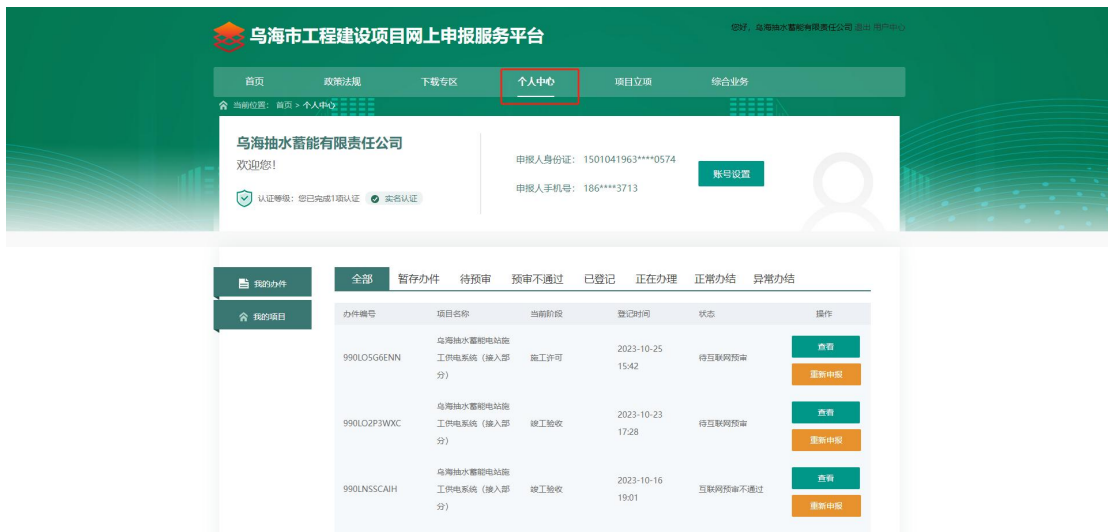 乌海市工程建设项目网上申报服务平台
您好，乌海抽水蓄能有限责任公司 退出 用户中心
首页 政策法规 下载专区 个人中心 项目立项 综合业务
当前位置： 首页 > 个人中心
乌海抽水蓄能有限责任公司
欢迎您！
申报人身份证： 1501041963****0574
账号设置
申报人手机号： 186****3713
认证等级：您已完成1项认证 实名认证
我的办件
我的项目
全部 暂存办件 待预审 预审不通过 已登记 正在办理 正常办结 异常办结
办件编号 项目名称 当前阶段 登记时间 状态 操作
990LO5G6ENN 乌海抽水蓄能电站施 施工许可 2023-10-25 待互联网预审 查看
工供电系统（接入部 15:42 重新申报
分）
990LO2P3WXC 乌海抽水蓄能电站施 竣工验收 2023-10-23 待互联网预审 查看
工供电系统（接入部 17:28 重新申报
分）
990LNSSCAIH 乌海抽水蓄能电站施 竣工验收 2023-10-16 互联网预审不通过 查看
工供电系统（接入部 19:01 重新申报
分）